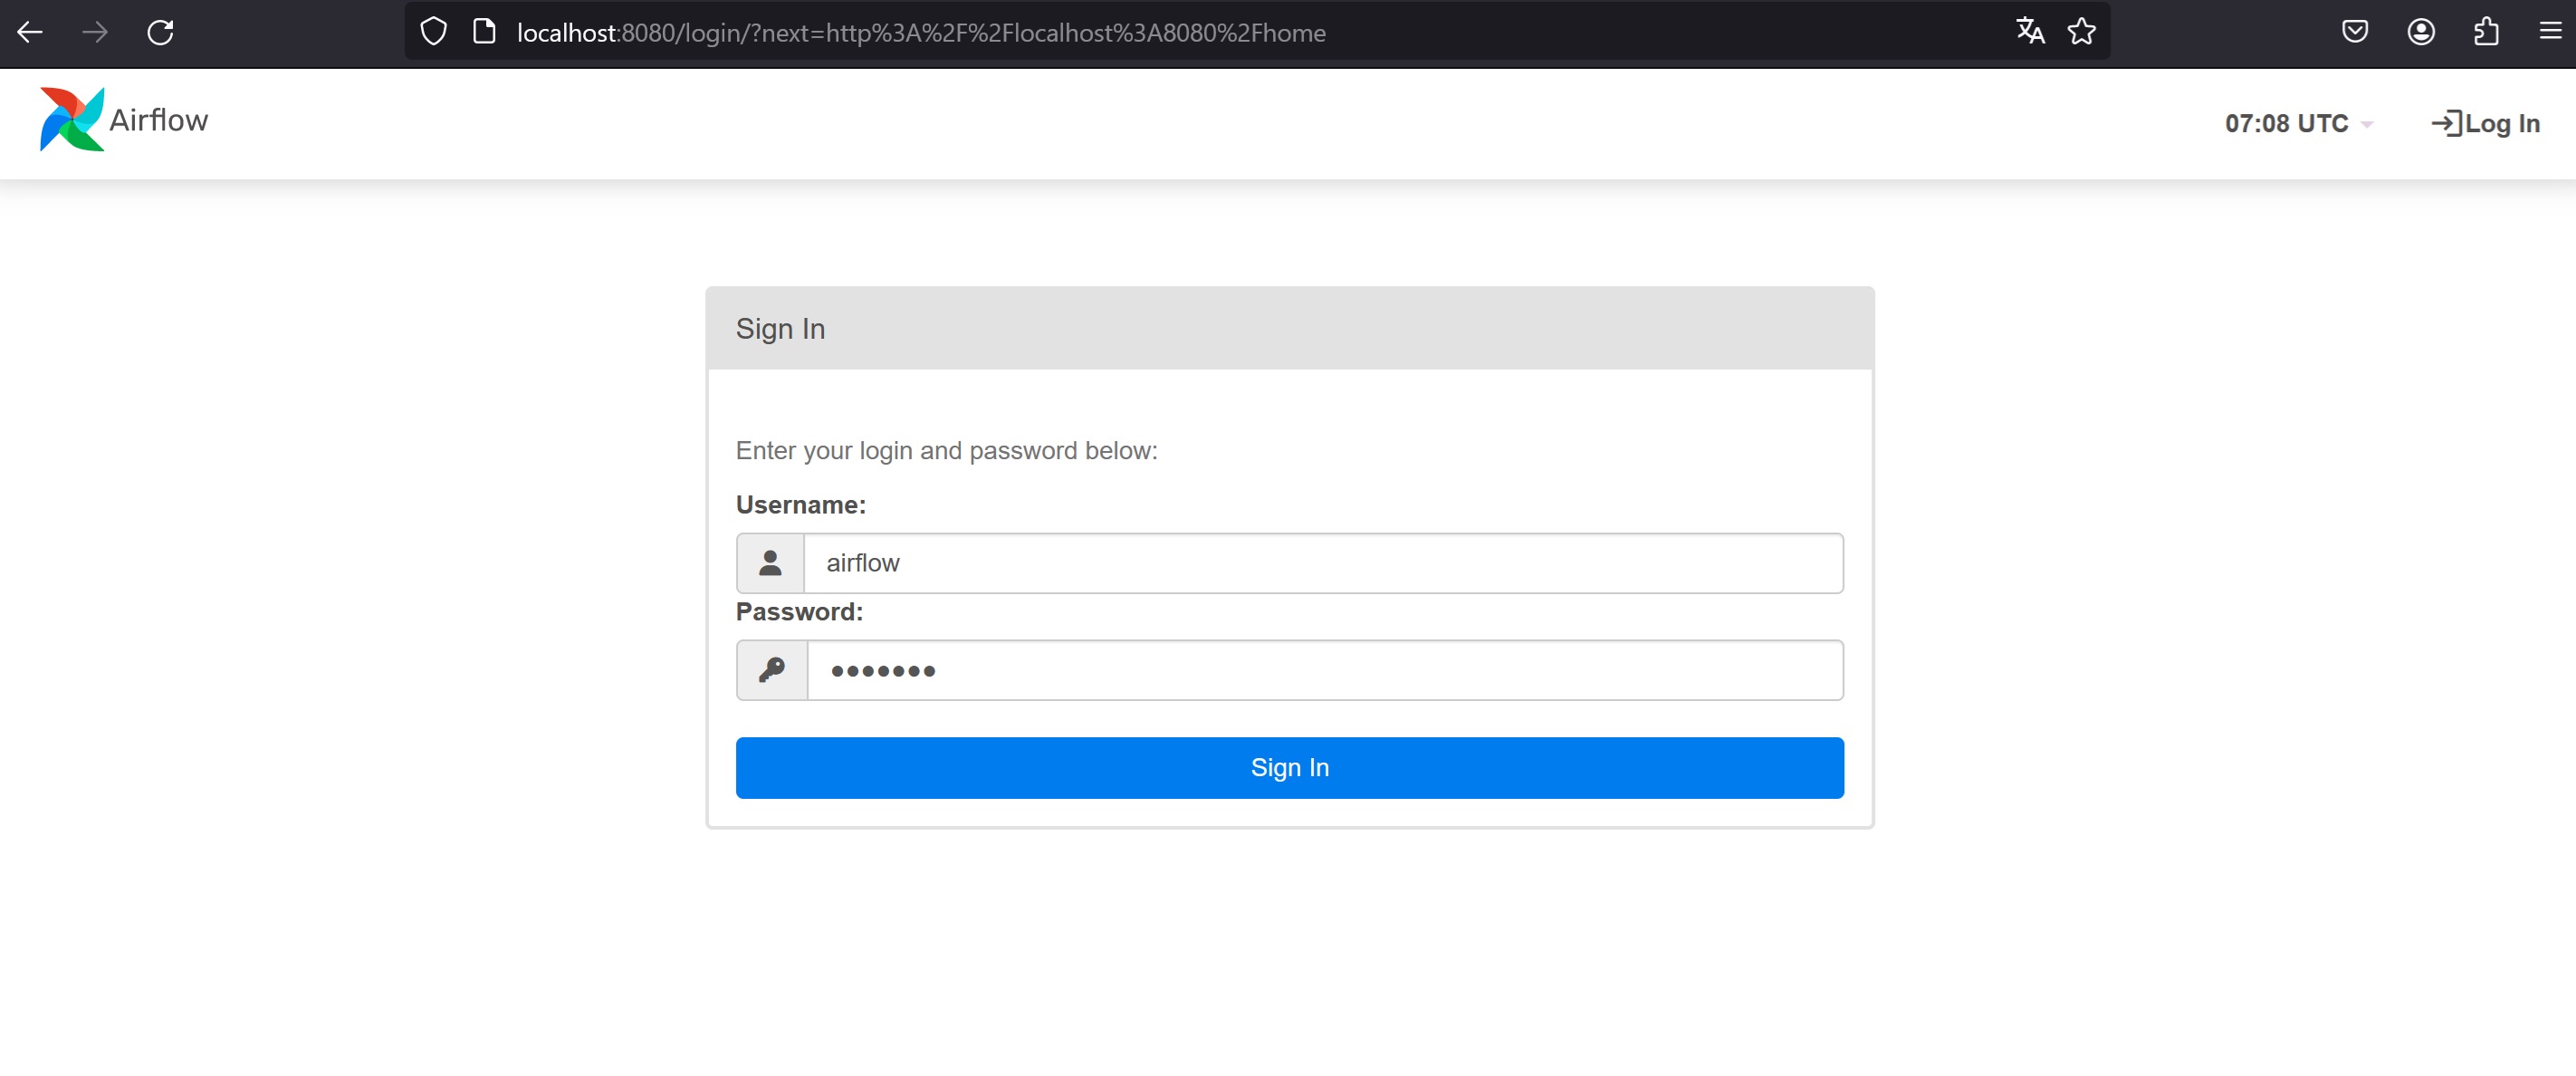 localhost:8080/login/?next=http%3A%2F%2Flocalhost%3A8080%2Fhome
Airflow
07:08 UTC
Log In
Sign In
Enter your login and password below:
Username:
airflow
Password:
•••••••
Sign In